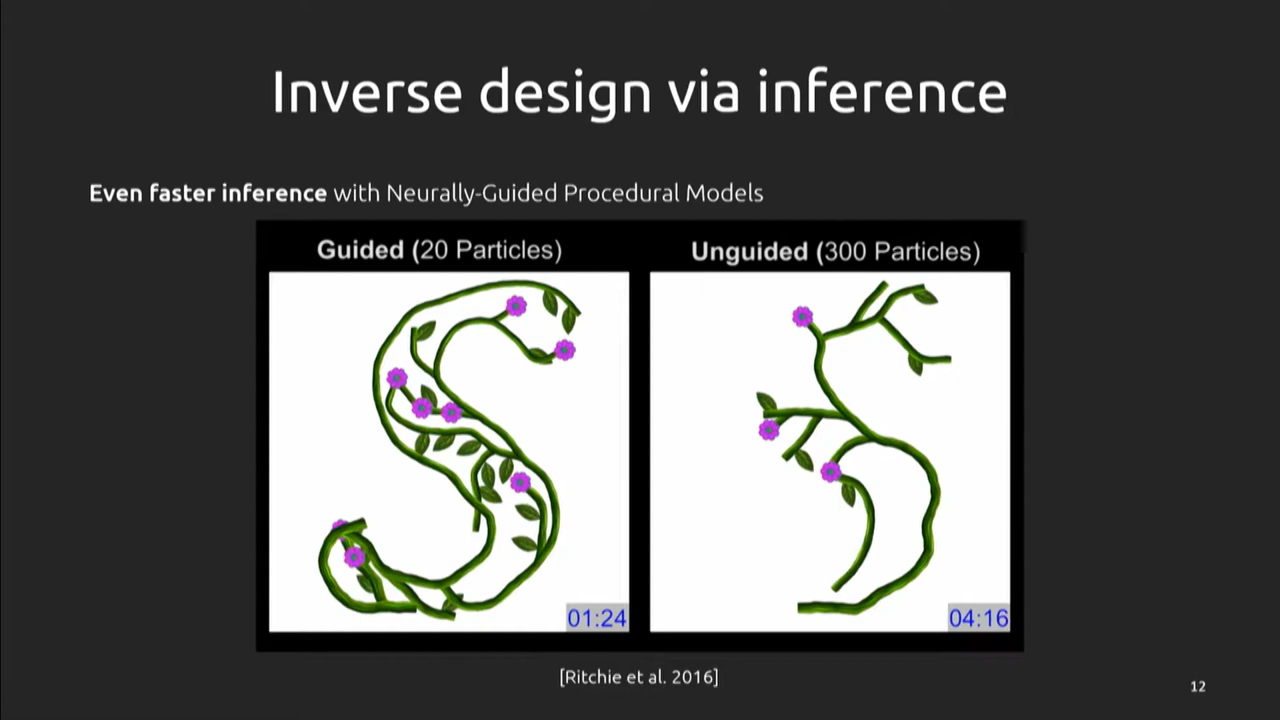 Inverse design via inference
Even faster inference with Neurally-Guided Procedural Models
Guided (20 Particles)
Unguided (300 Particles)
01:24
04:16
[Ritchie et al. 2016]
12